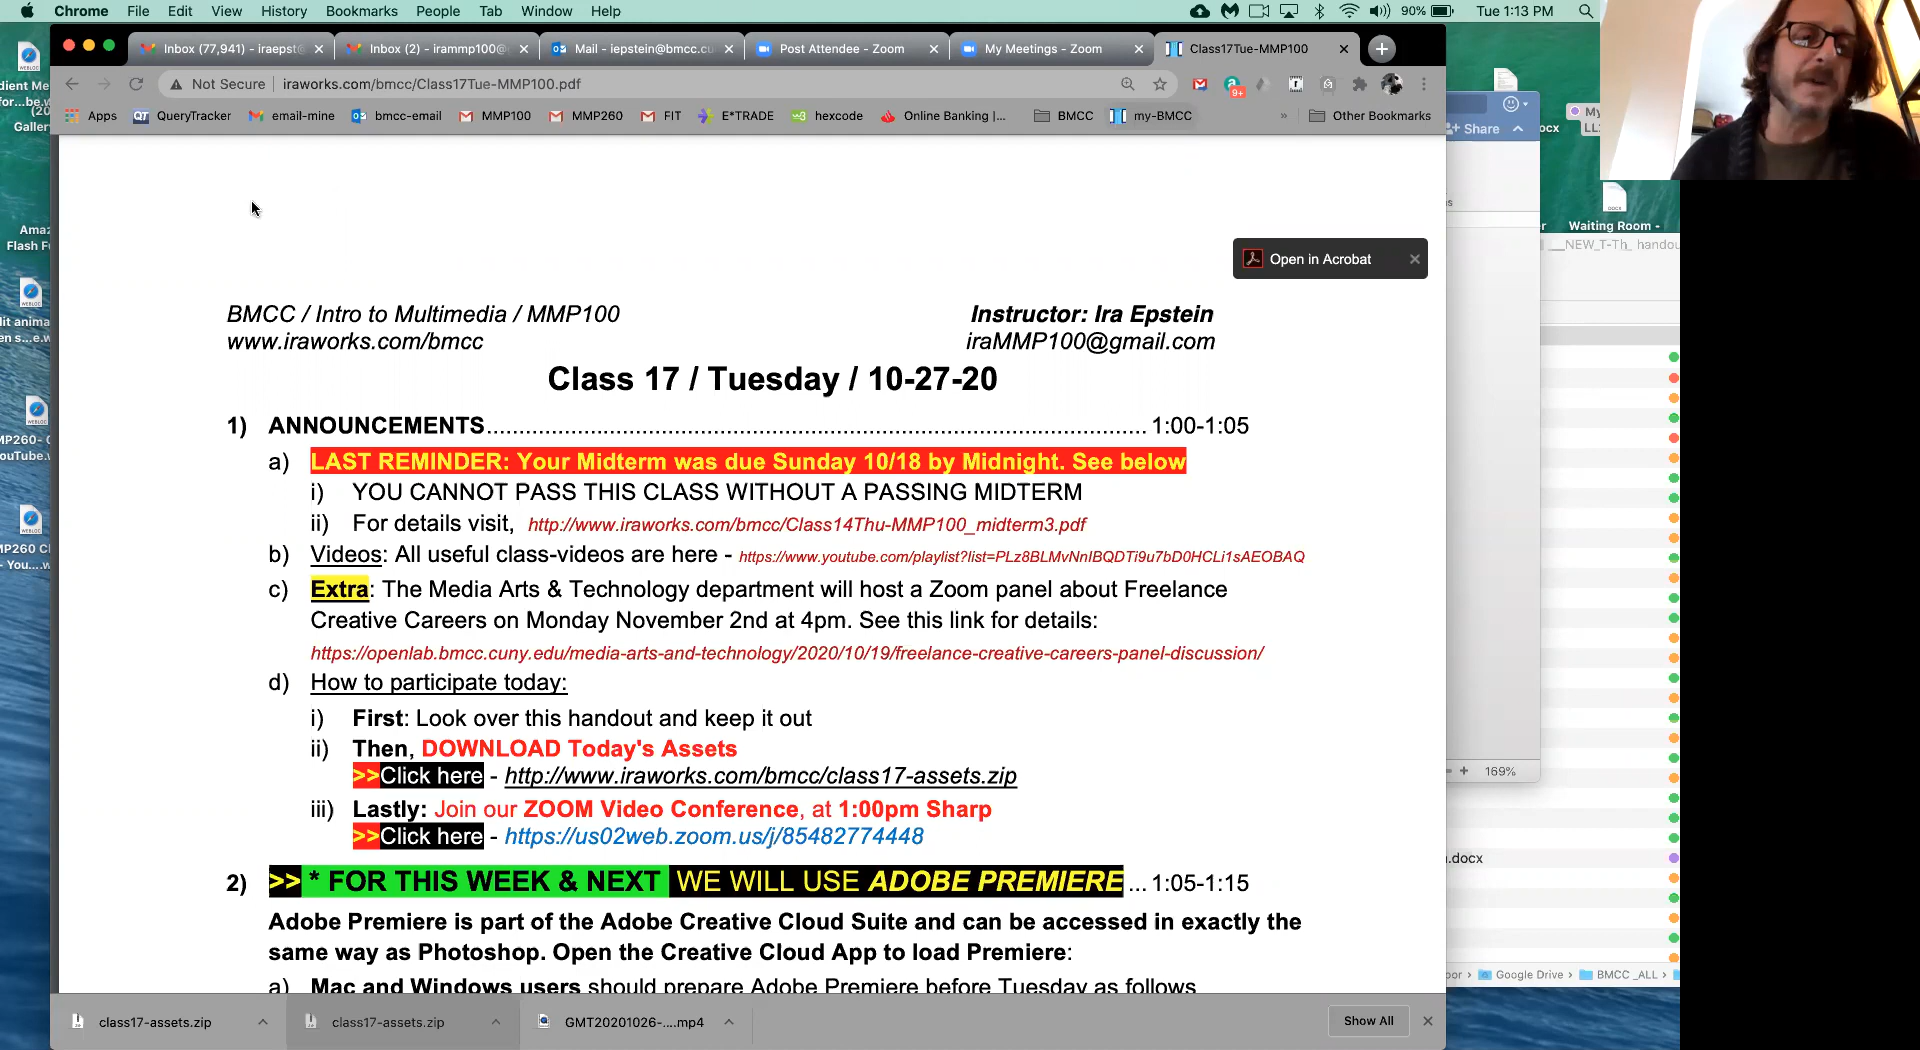 Chrome File Edit View History Bookmarks People Tab Window Help 90% Tue 1:13 PM
Inbox (77,941) - iraepst@ Inbox (2) - irammp100@ Mail - iepstein@bmcc.cu Post Attendee - Zoom My Meetings - Zoom Class17Tue-MMP100
Not Secure iraworks.com/bmcc/Class17Tue-MMP100.pdf 9+
Apps QueryTracker email-mine bmcc-email MMP100 MMP260 FIT E*TRADE hexcode Online Banking |... BMCC my-BMCC » Other Bookmarks
Open in Acrobat
BMCC / Intro to Multimedia / MMP100 Instructor: Ira Epstein
www.iraworks.com/bmcc iraMMP100@gmail.com
Class 17 / Tuesday / 10-27-20
1) ANNOUNCEMENTS.................................................................................................... 1:00-1:05
a) LAST REMINDER: Your Midterm was due Sunday 10/18 by Midnight. See below
i) YOU CANNOT PASS THIS CLASS WITHOUT A PASSING MIDTERM
ii) For details visit, http://www.iraworks.com/bmcc/Class14Thu-MMP100_midterm3.pdf
b) Videos: All useful class-videos are here - https://www.youtube.com/playlist?list=PLz8BLMvNnIBQDTi9u7bD0HCLi1sAEOBAQ
c) Extra: The Media Arts & Technology department will host a Zoom panel about Freelance
Creative Careers on Monday November 2nd at 4pm. See this link for details:
https://openlab.bmcc.cuny.edu/media-arts-and-technology/2020/10/19/freelance-creative-careers-panel-discussion/
d) How to participate today:
i) First: Look over this handout and keep it out
ii) Then, DOWNLOAD Today's Assets
>>Click here - http://www.iraworks.com/bmcc/class17-assets.zip
iii) Lastly: Join our ZOOM Video Conference, at 1:00pm Sharp
>>Click here - https://us02web.zoom.us/j/85482774448
2) >> * FOR THIS WEEK & NEXT WE WILL USE ADOBE PREMIERE ... 1:05-1:15
Adobe Premiere is part of the Adobe Creative Cloud Suite and can be accessed in exactly the
same way as Photoshop. Open the Creative Cloud App to load Premiere:
a) Mac and Windows users should prepare Adobe Premiere before Tuesday as follows
class17-assets.zip class17-assets.zip GMT20201026-....mp4 Show All
Share
Waiting Room -
__NEW_T-Th_ handou
169%
.docx
Google Drive › BMCC _ALL ›